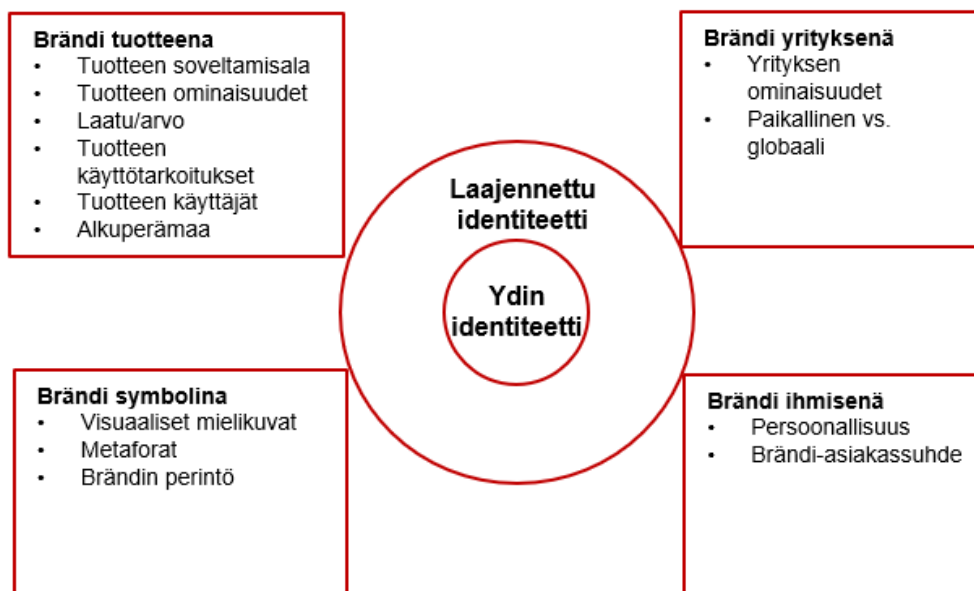 Brändi tuotteena
• Tuotteen soveltamisala
• Tuotteen ominaisuudet
• Laatu/arvo
• Tuotteen
käyttötarkoitukset
• Tuotteen käyttäjät
• Alkuperämaa
Brändi yrityksenä
• Yrityksen
ominaisuudet
• Paikallinen vs.
globaali
Laajennettu
identiteetti
Ydin
identiteetti
Brändi symbolina
• Visuaaliset mielikuvat
• Metaforat
• Brändin perintö
Brändi ihmisenä
• Persoonallisuus
• Brändi-asiakassuhde